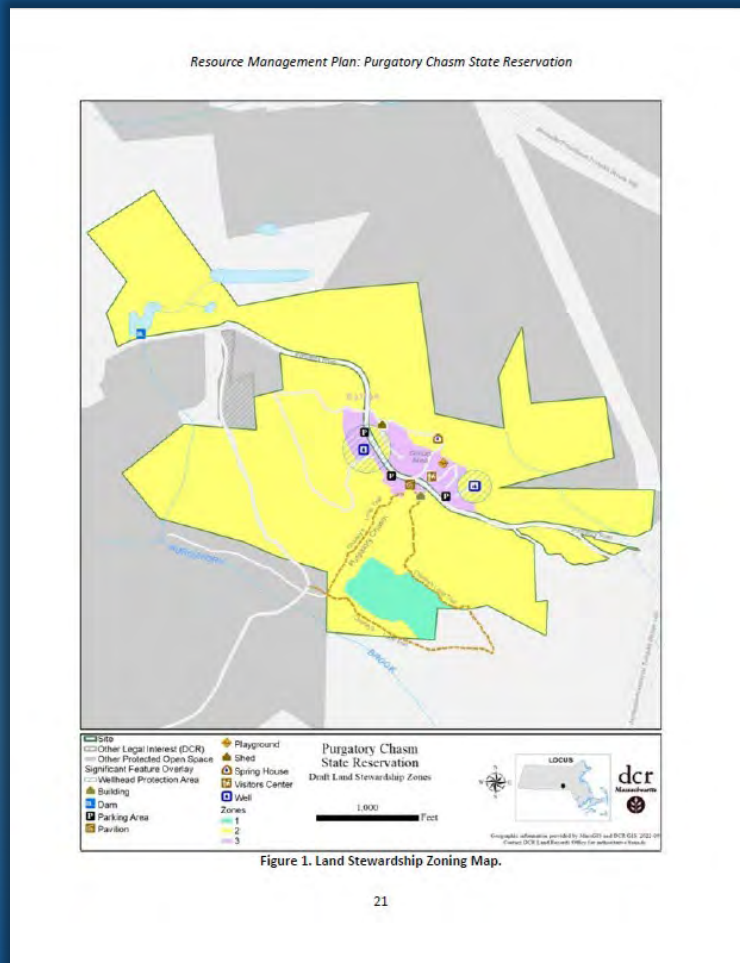 Resource Management Plan: Purgatory Chasm State Reservation
Purgatory Chasm
BROOK
Site
Other Legal Interest (DCR)
Other Protected Open Space
Significant Feature Overlay
Wellhead Protection Area
Building
Dam
Parking Area
Pavilion
Playground
Shed
Spring House
Visitors Center
Well
Zones
1
2
3
Purgatory Chasm
State Reservation
Draft Land Stewardship Zones
1,000
Feet
LOCUS
dcr
Massachusetts
Figure 1. Land Stewardship Zoning Map.
21